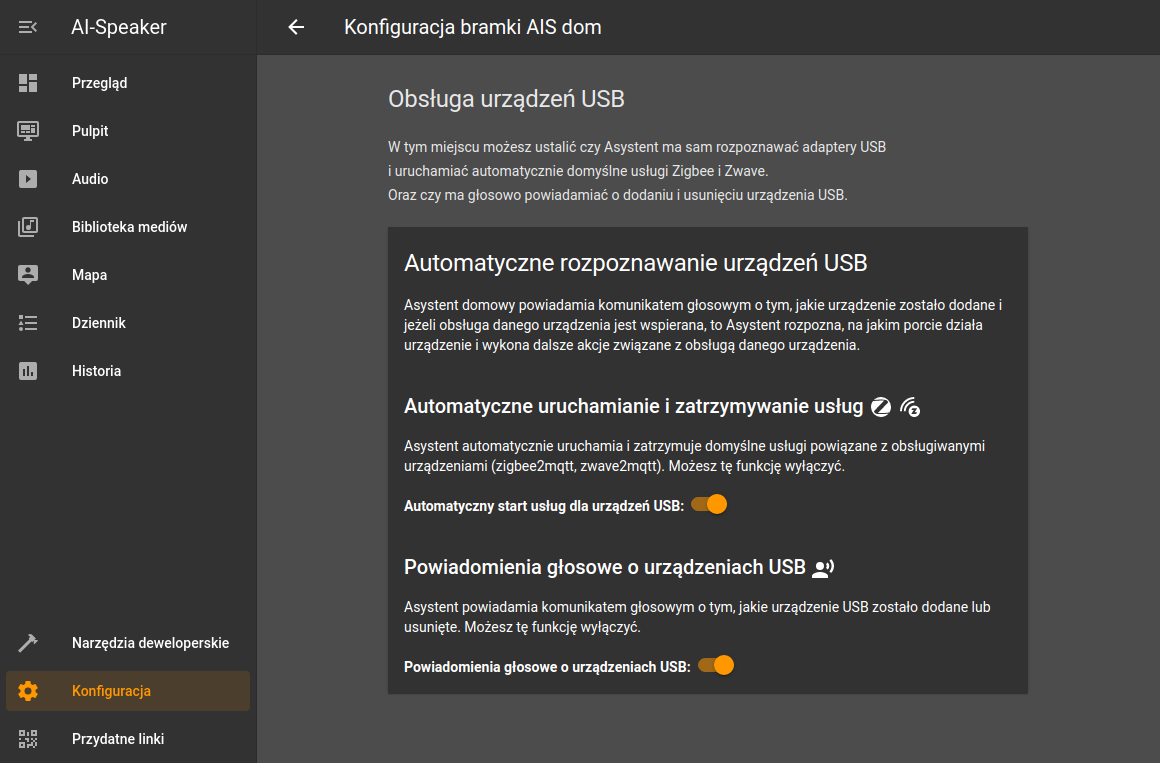 AI-Speaker
Konfiguracja bramki AIS dom
Przegląd
Pulpit
Audio
Biblioteka mediów
Mapa
Dziennik
Historia
Narzędzia deweloperskie
Konfiguracja
Przydatne linki
Obsługa urządzeń USB
W tym miejscu możesz ustalić czy Asystent ma sam rozpoznawać adaptery USB
i uruchamiać automatycznie domyślne usługi Zigbee i Zwave.
Oraz czy ma głosowo powiadamiać o dodaniu i usunięciu urządzenia USB.
Automatyczne rozpoznawanie urządzeń USB
Asystent domowy powiadamia komunikatem głosowym o tym, jakie urządzenie zostało dodane i
jeżeli obsługa danego urządzenia jest wspierana, to Asystent rozpozna, na jakim porcie działa
urządzenie i wykona dalsze akcje związane z obsługą danego urządzenia.
Automatyczne uruchamianie i zatrzymywanie usług
Asystent automatycznie uruchamia i zatrzymuje domyślne usługi powiązane z obsługiwanymi
urządzeniami (zigbee2mqtt, zwave2mqtt). Możesz tę funkcję wyłączyć.
Automatyczny start usług dla urządzeń USB:
Powiadomienia głosowe o urządzeniach USB
Asystent powiadamia komunikatem głosowym o tym, jakie urządzenie USB zostało dodane lub
usunięte. Możesz tę funkcję wyłączyć.
Powiadomienia głosowe o urządzeniach USB: